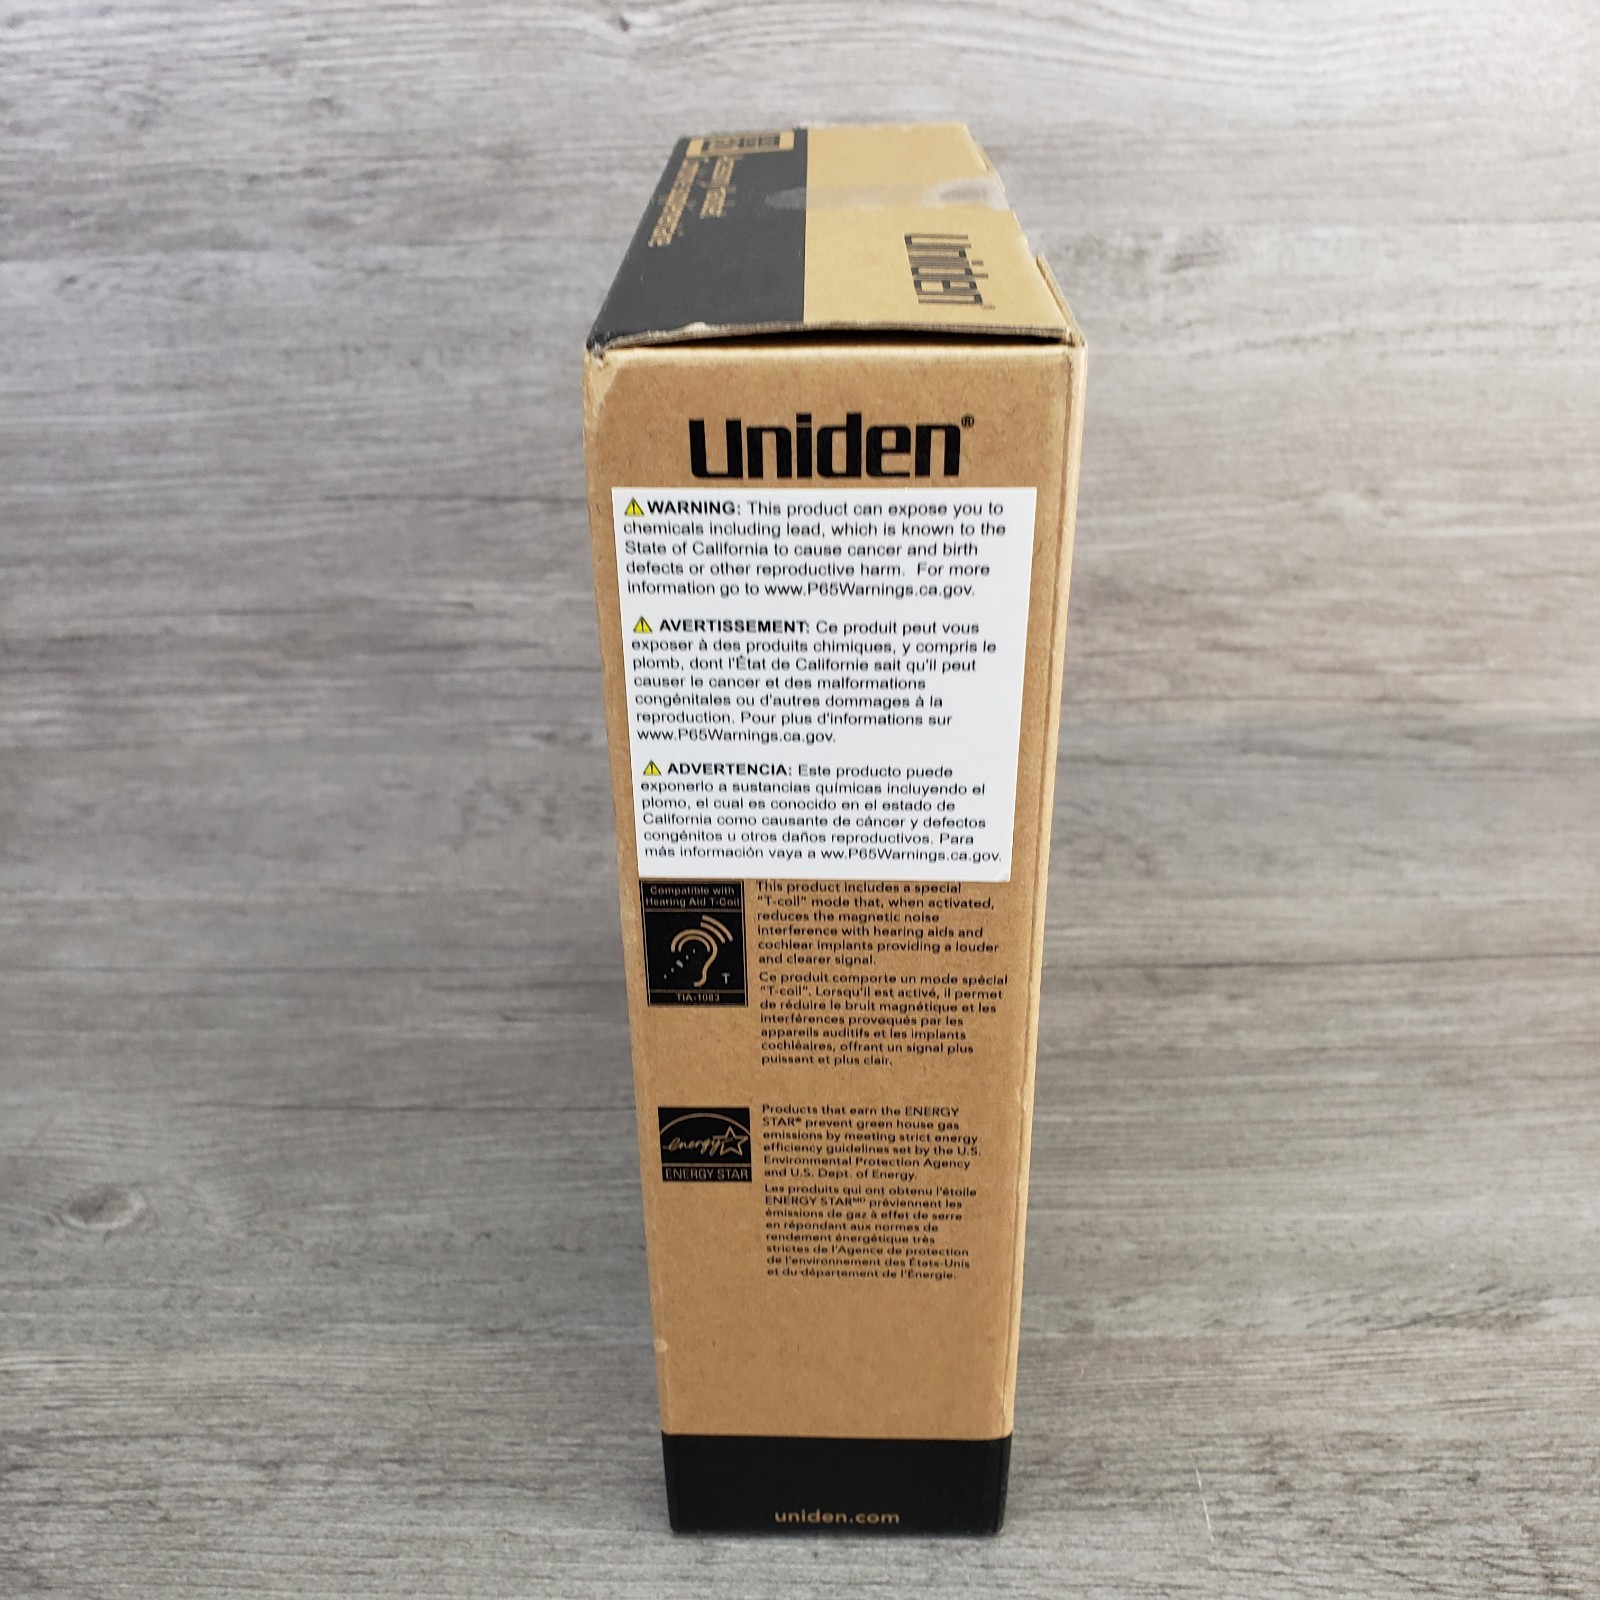 Accessory Handset
Uniden
Uniden®
WARNING: This product can expose you to
chemicals including lead, which is known to the
State of California to cause cancer and birth
defects or other reproductive harm. For more
information go to www.P65Warnings.ca.gov.
AVERTISSEMENT: Ce produit peut vous
exposer à des produits chimiques, y compris le
plomb, dont l'État de Californie sait qu'il peut
causer le cancer et des malformations
congénitales ou d'autres dommages à la
reproduction. Pour plus d'informations sur
www.P65Warnings.ca.gov.
ADVERTENCIA: Este producto puede
exponerlo a sustancias químicas incluyendo el
plomo, el cual es conocido en el estado de
California como causante de cáncer y defectos
congénitos u otros daños reproductivos. Para
más información vaya a ww.P65Warnings.ca.gov.
Compatible with
Hearing Aid T-Coil
T
TIA-1083
This product includes a special
"T-coil" mode that, when activated,
reduces the magnetic noise
interference with hearing aids and
cochlear implants providing a louder
and clearer signal.
Ce produit comporte un mode spécial
"T-coil". Lorsqu'il est activé, il permet
de réduire le bruit magnétique et les
interférences provoqués par les
appareils auditifs et les implants
cochléaires, offrant un signal plus
puissant et plus clair.
energy
ENERGY STAR
Products that earn the ENERGY
STAR® prevent green house gas
emissions by meeting strict energy
efficiency guidelines set by the U.S.
Environmental Protection Agency
and U.S. Dept. of Energy.
Les produits qui ont obtenu l'étoile
ENERGY STARᴹᴰ préviennent les
émissions de gaz à effet de serre
en répondant aux normes de
rendement énergétique très
strictes de l'Agence de protection
de l'environnement des États-Unis
et du département de l'Énergie.
uniden.com